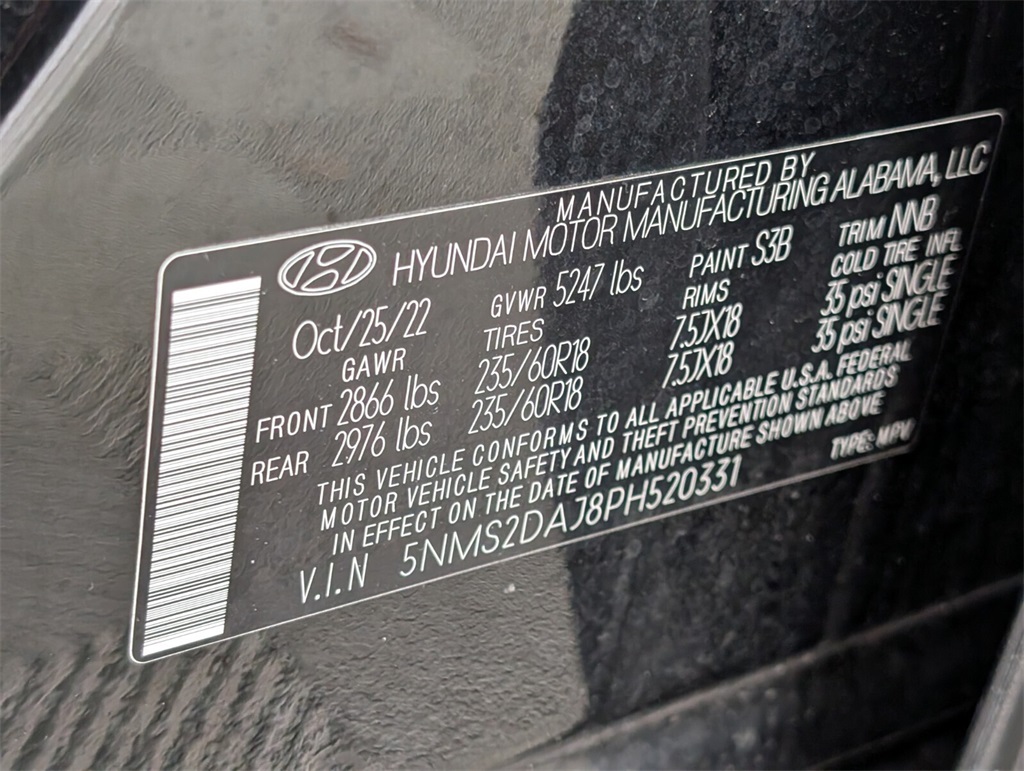 MANUFACTURED BY
HYUNDAI MOTOR MANUFACTURING ALABAMA, LLC
Oct/25/22 GVWR 5247 lbs PAINT S3B TRIM NNB
GAWR TIRES RIMS COLD TIRE INFL
FRONT 2866 lbs 235/60R18 7.5JX18 35 psi SINGLE
REAR 2976 lbs 235/60R18 7.5JX18 35 psi SINGLE
THIS VEHICLE CONFORMS TO ALL APPLICABLE U.S.A. FEDERAL
MOTOR VEHICLE SAFETY AND THEFT PREVENTION STANDARDS
IN EFFECT ON THE DATE OF MANUFACTURE SHOWN ABOVE
V.I.N 5NMS2DAJ8PH520331 TYPE: MPV